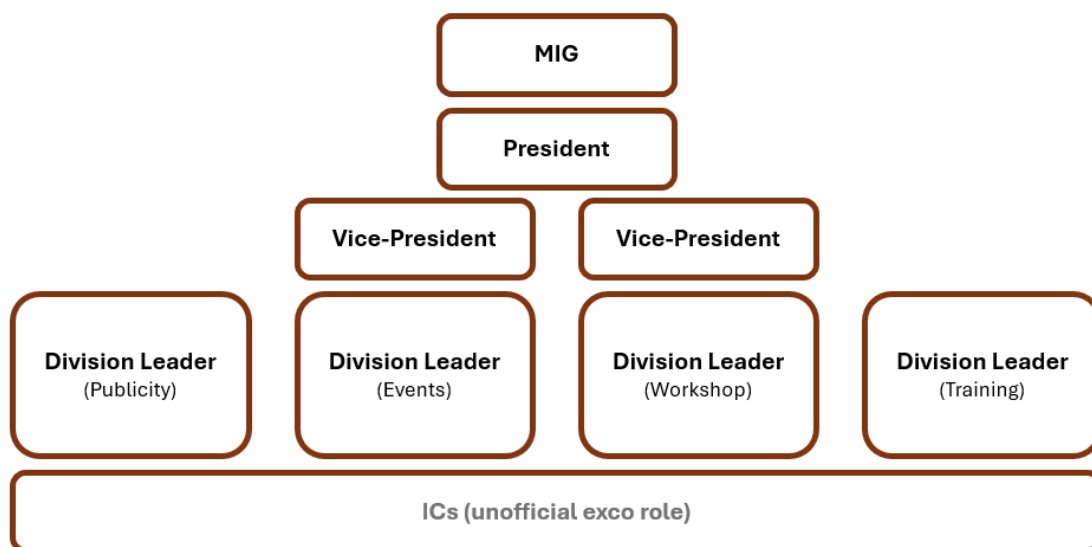 MIG
President
Vice-President
Vice-President
Division Leader
(Publicity)
Division Leader
(Events)
Division Leader
(Workshop)
Division Leader
(Training)
ICs (unofficial exco role)